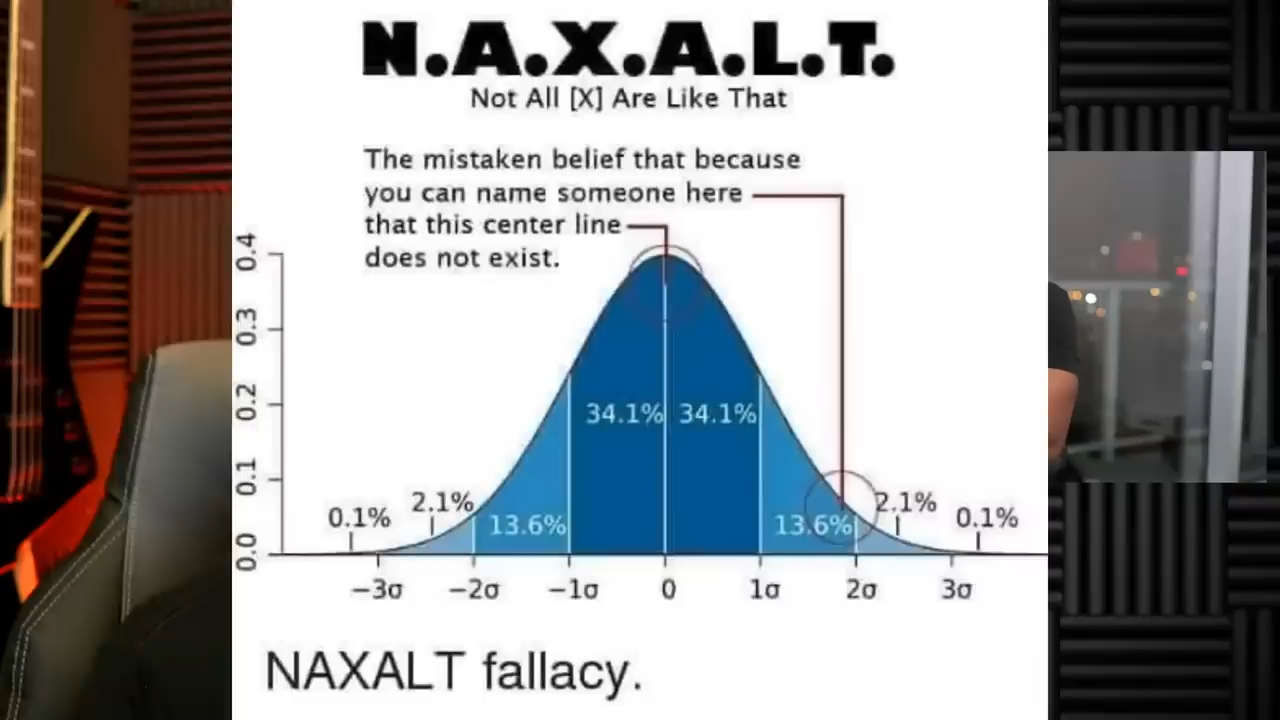 N.A.X.A.L.T.
Not All [X] Are Like That
The mistaken belief that because
you can name someone here
that this center line
does not exist.
0.4
0.3
0.2
0.1
0.0
34.1% 34.1%
0.1% 2.1% 13.6% 13.6% 2.1% 0.1%
−3σ −2σ −1σ 0 1σ 2σ 3σ
NAXALT fallacy.